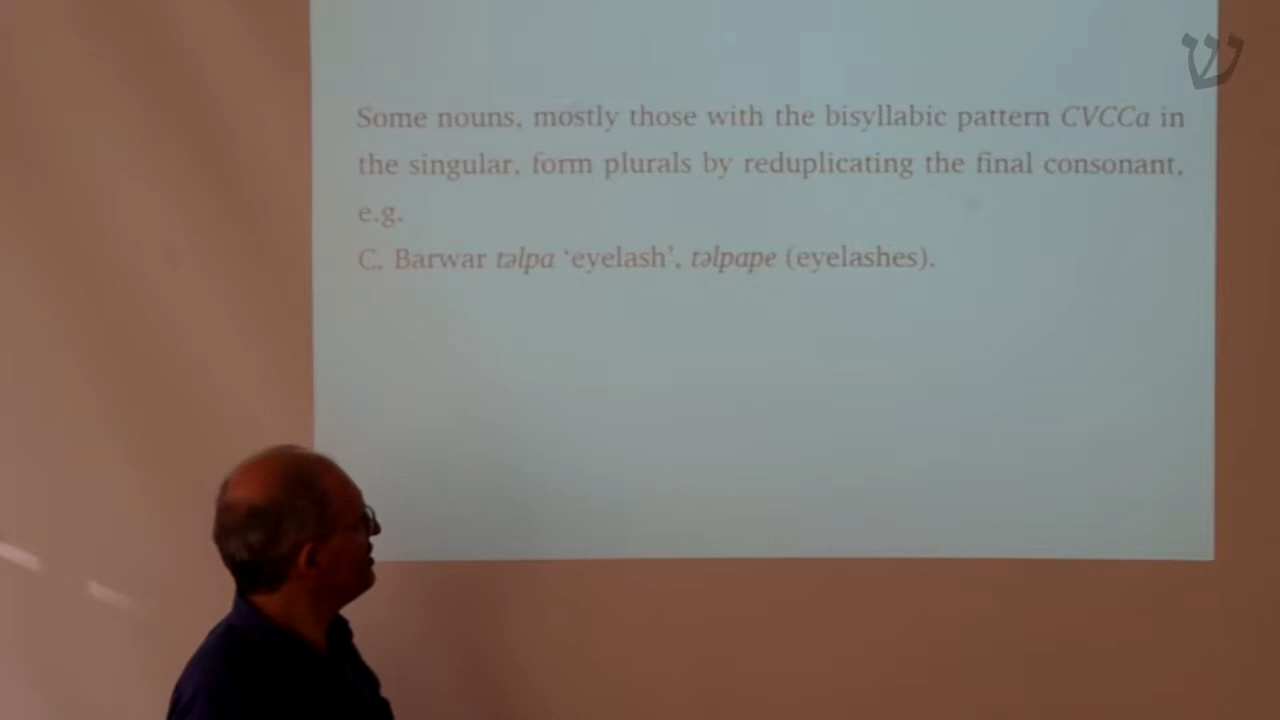 ש
Some nouns, mostly those with the bisyllabic pattern CVCCa in
the singular, form plurals by reduplicating the final consonant,
e.g.
C. Barwar təlpa ‘eyelash’, təlpape (eyelashes).